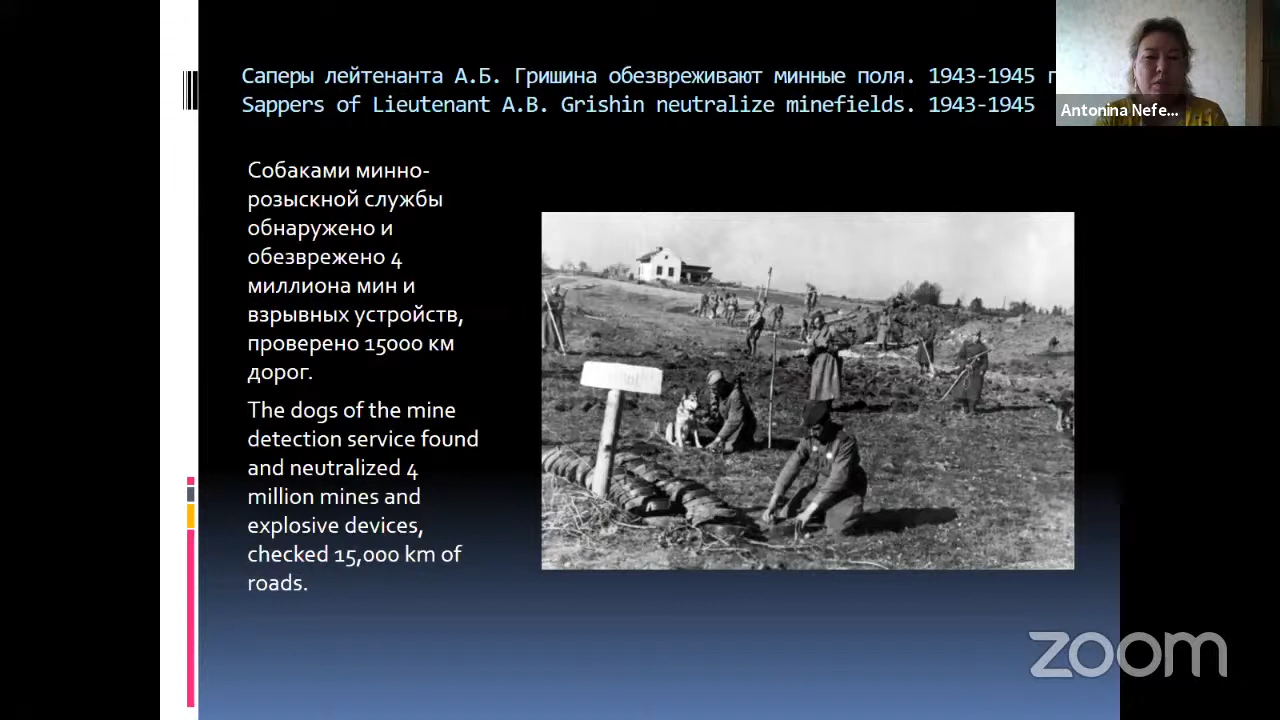 Саперы лейтенанта А.Б. Гришина обезвреживают минные поля. 1943-1945 г
Sappers of Lieutenant A.B. Grishin neutralize minefields. 1943-1945
Antonina Nefe...
Собаками минно-
розыскной службы
обнаружено и
обезврежено 4
миллиона мин и
взрывных устройств,
проверено 15000 км
дорог.
The dogs of the mine
detection service found
and neutralized 4
million mines and
explosive devices,
checked 15,000 km of
roads.
zoom